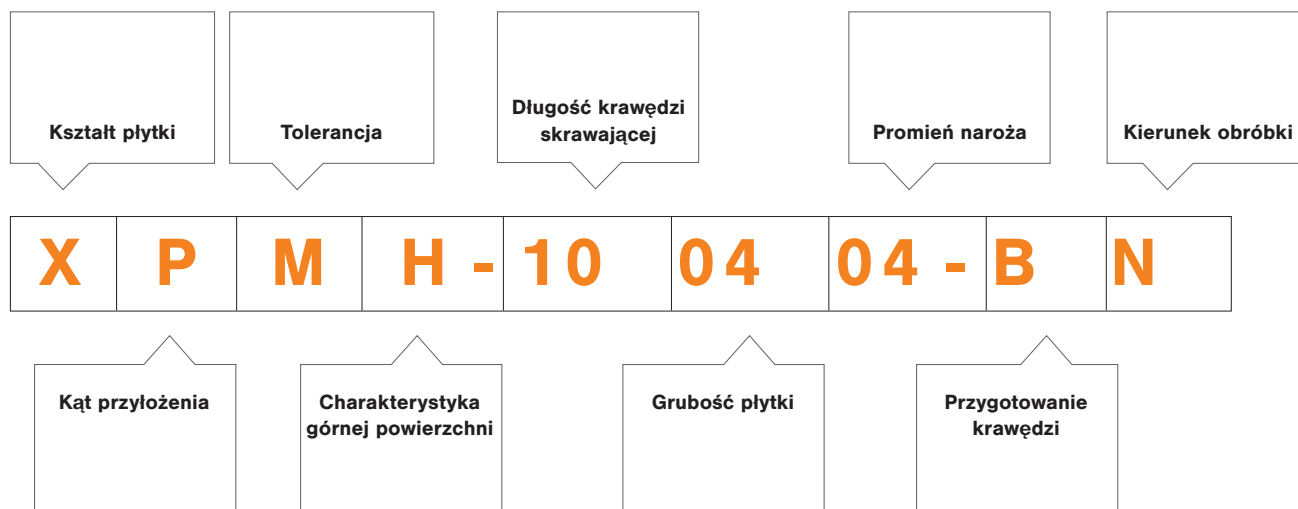 Kształt płytki
Tolerancja
Długość krawędzi
skrawającej
Promień naroża
Kierunek obróbki
X P M H - 10 04 04 - B N
Kąt przyłożenia
Charakterystyka
górnej powierzchni
Grubość płytki
Przygotowanie
krawędzi